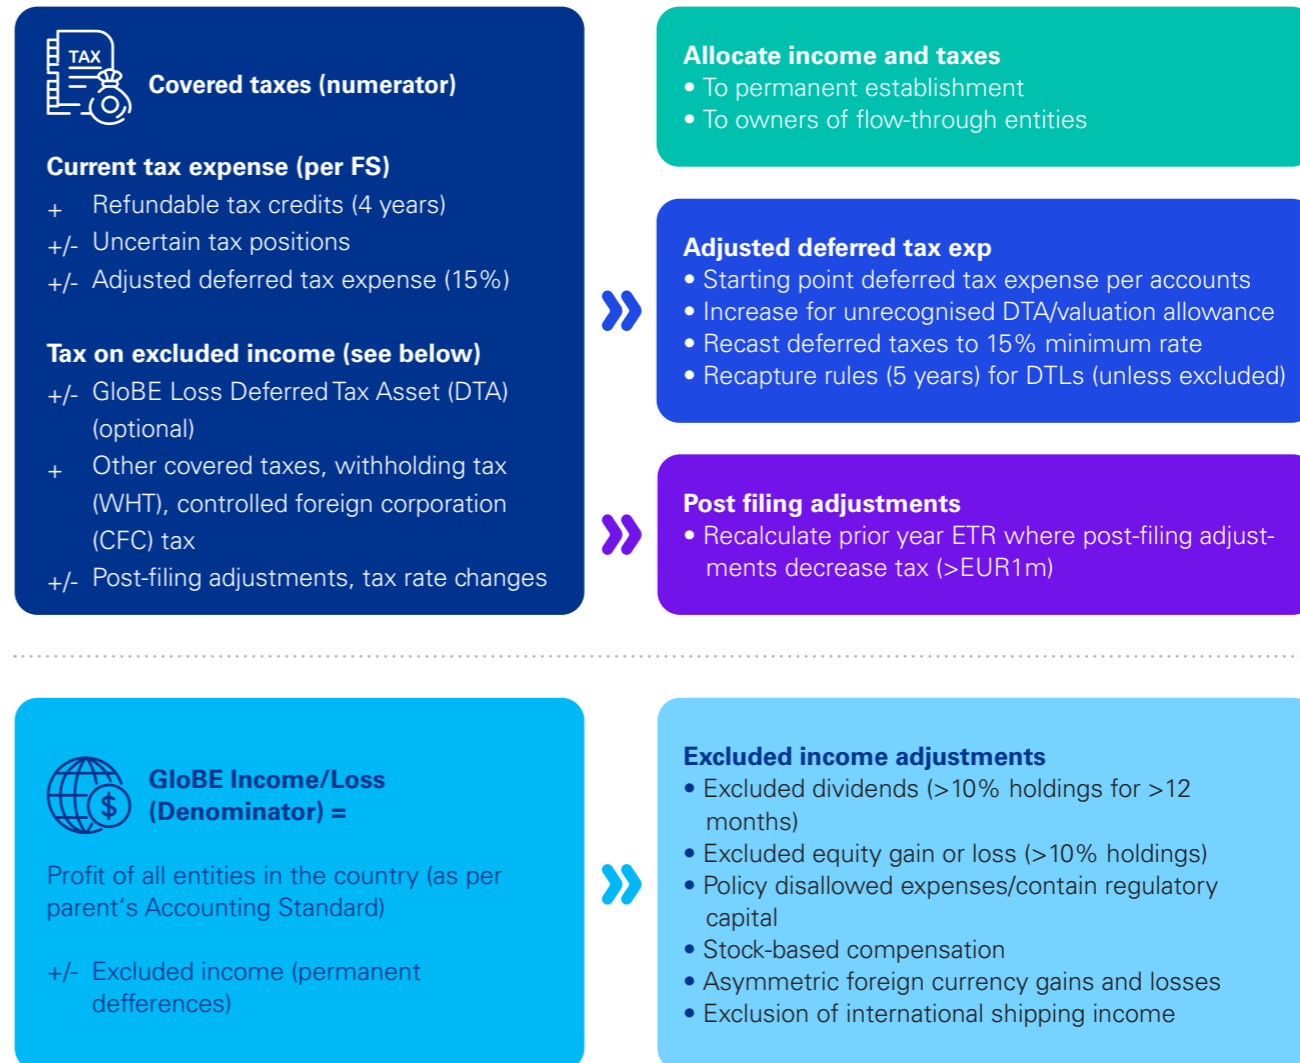 TAX
Covered taxes (numerator)
Current tax expense (per FS)
+ Refundable tax credits (4 years)
+/- Uncertain tax positions
+/- Adjusted deferred tax expense (15%)
Tax on excluded income (see below)
+/- GloBE Loss Deferred Tax Asset (DTA)
(optional)
+ Other covered taxes, withholding tax
(WHT), controlled foreign corporation
(CFC) tax
+/- Post-filing adjustments, tax rate changes
Allocate income and taxes
• To permanent establishment
• To owners of flow-through entities
Adjusted deferred tax exp
• Starting point deferred tax expense per accounts
• Increase for unrecognised DTA/valuation allowance
• Recast deferred taxes to 15% minimum rate
• Recapture rules (5 years) for DTLs (unless excluded)
Post filing adjustments
• Recalculate prior year ETR where post-filing adjust-
ments decrease tax (>EUR1m)
$
GloBE Income/Loss
(Denominator) =
Profit of all entities in the country (as per
parent's Accounting Standard)
+/- Excluded income (permanent
defferences)
Excluded income adjustments
• Excluded dividends (>10% holdings for >12
months)
• Excluded equity gain or loss (>10% holdings)
• Policy disallowed expenses/contain regulatory
capital
• Stock-based compensation
• Asymmetric foreign currency gains and losses
• Exclusion of international shipping income